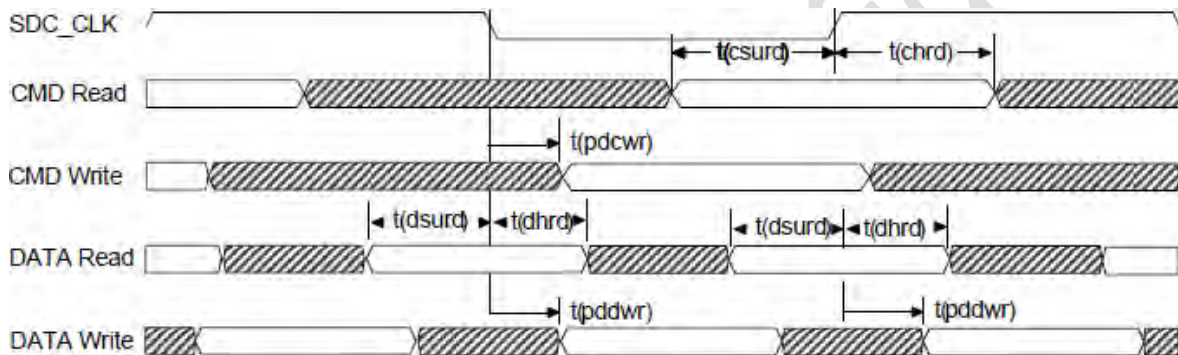 SDC_CLK
t(csurd) t(chrd)
CMD Read
t(pdcwr)
CMD Write
t(dsurd) t(dhrd) t(dsurd) t(dhrd)
DATA Read
t(pddwr) t(pddwr)
DATA Write